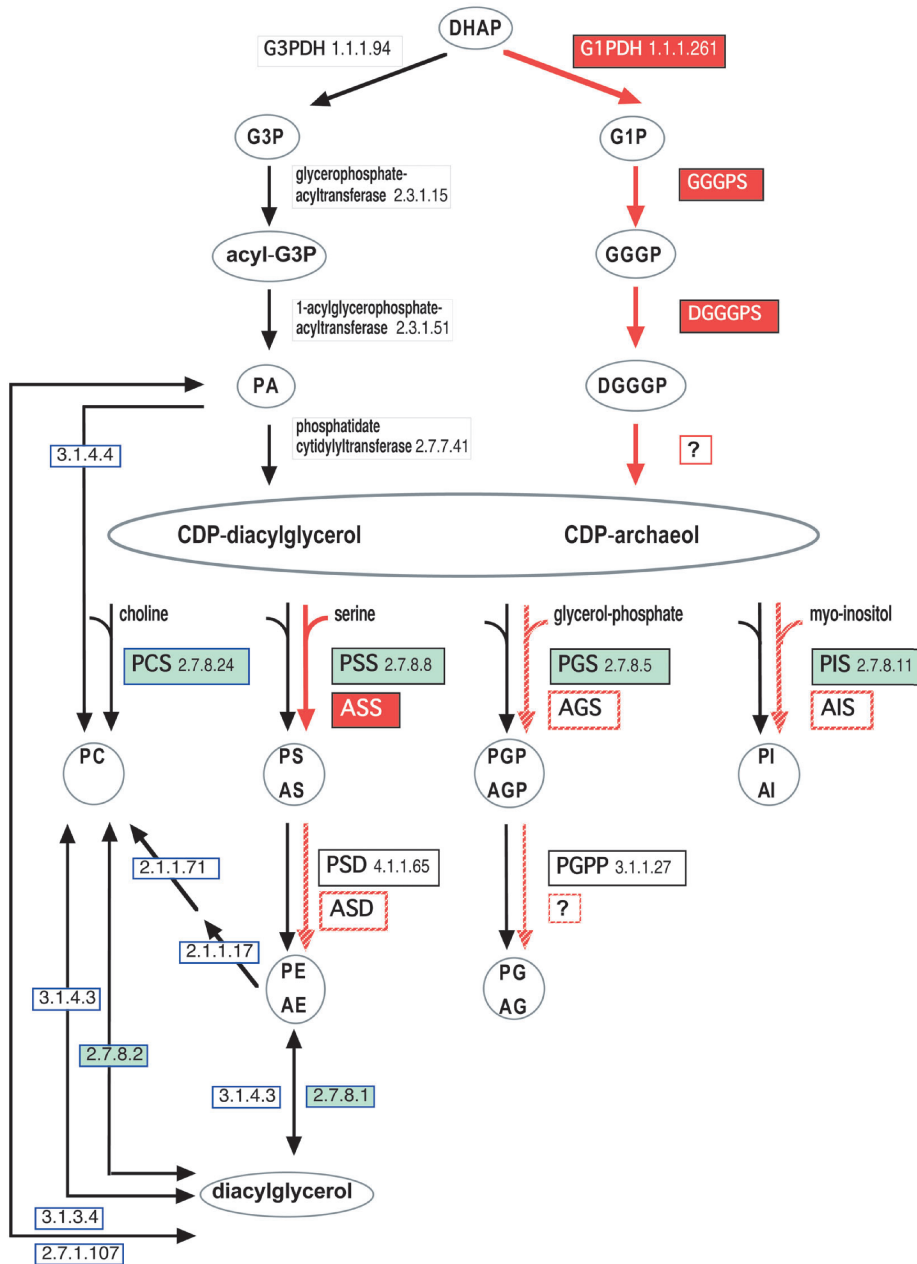 DHAP
G3PDH 1.1.1.94
G1PDH 1.1.1.261
G3P
G1P
glycerophosphate-
acyltransferase 2.3.1.15
GGGPS
acyl-G3P
GGGP
1-acylglycerophosphate-
acyltransferase 2.3.1.51
DGGGPS
PA
DGGGP
phosphatidate
cytidylyltransferase 2.7.7.41
?
3.1.4.4
CDP-diacylglycerol
CDP-archaeol
choline
serine
glycerol-phosphate
myo-inositol
PCS 2.7.8.24
PSS 2.7.8.8
PGS 2.7.8.5
PIS 2.7.8.11
ASS
AGS
AIS
PC
PS
AS
PGP
AGP
PI
AI
2.1.1.71
PSD 4.1.1.65
PGPP 3.1.1.27
ASD
?
2.1.1.17
PE
AE
PG
AG
3.1.4.3
2.7.8.2
3.1.4.3
2.7.8.1
diacylglycerol
3.1.3.4
2.7.1.107